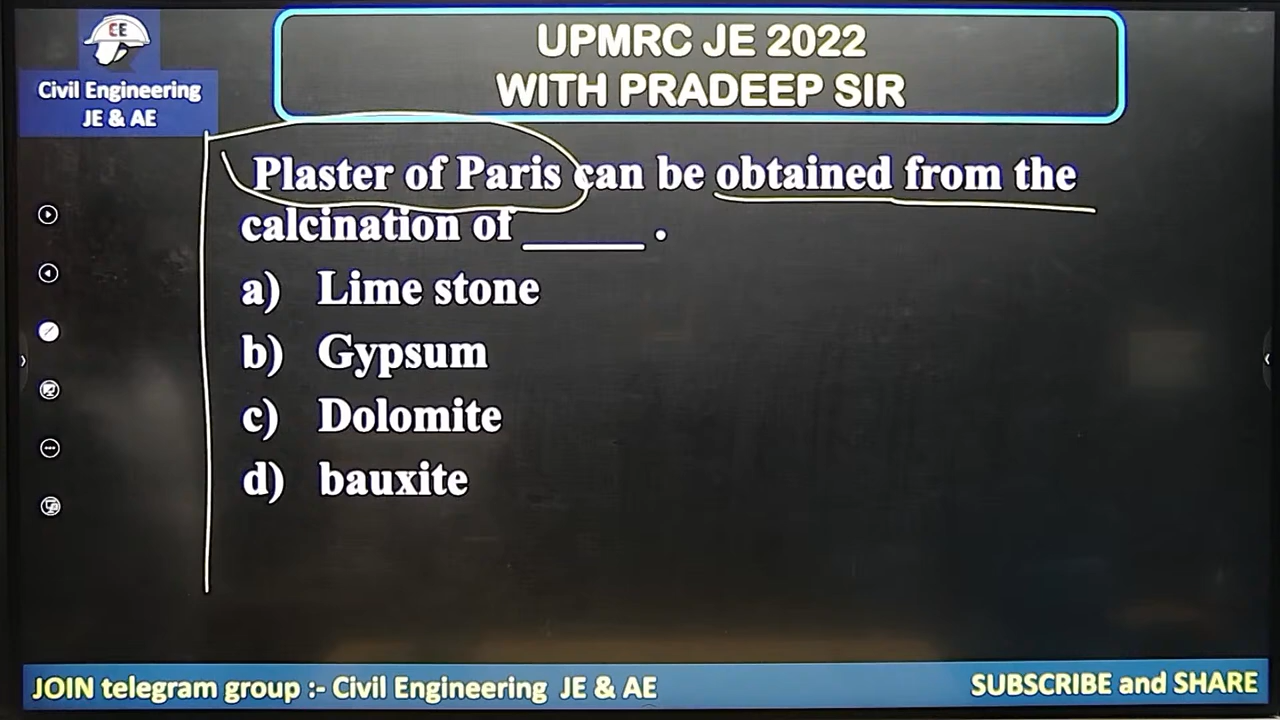 EE
Civil Engineering
JE & AE
UPMRC JE 2022
WITH PRADEEP SIR
Plaster of Paris can be obtained from the
calcination of ______ .
a) Lime stone
b) Gypsum
c) Dolomite
d) bauxite
JOIN telegram group :- Civil Engineering JE & AE
SUBSCRIBE and SHARE